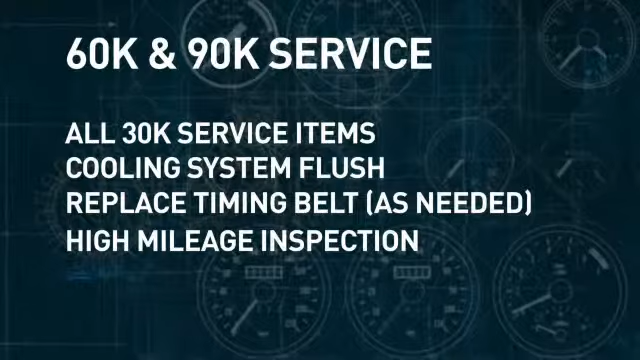 60K & 90K SERVICE
ALL 30K SERVICE ITEMS
COOLING SYSTEM FLUSH
REPLACE TIMING BELT (AS NEEDED)
HIGH MILEAGE INSPECTION